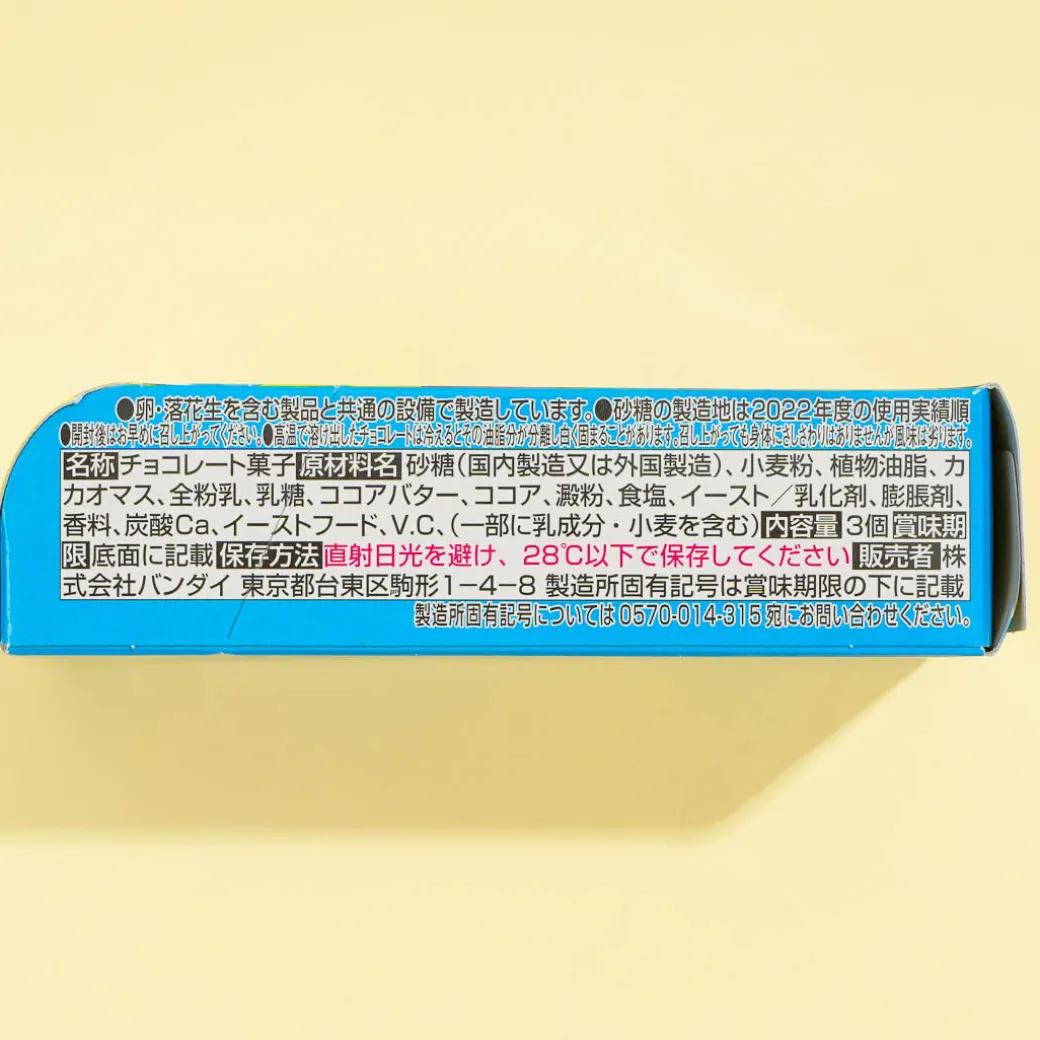 ●卵・落花生を含む製品と共通の設備で製造しています。●砂糖の製造地は2022年度の使用実績順
●開封後はお早めに召し上がってください。●高温で溶け出したチョコレートは冷えるとその油脂分が分離し白く固まることがあります。召し上がっても身体にさしさわりはありませんが風味は劣ります。
名称 チョコレート菓子 原材料名 砂糖(国内製造又は外国製造)、小麦粉、植物油脂、カ
カオマス、全粉乳、乳糖、ココアバター、ココア、澱粉、食塩、イースト/乳化剤、膨脹剤、
香料、炭酸Ca、イーストフード、V.C.、(一部に乳成分・小麦を含む) 内容量 3個 賞味期
限 底面に記載 保存方法 直射日光を避け、28℃以下で保存してください 販売者 株
式会社バンダイ 東京都台東区駒形1-4-8 製造所固有記号は賞味期限の下に記載
製造所固有記号については 0570-014-315 宛にお問い合わせください。